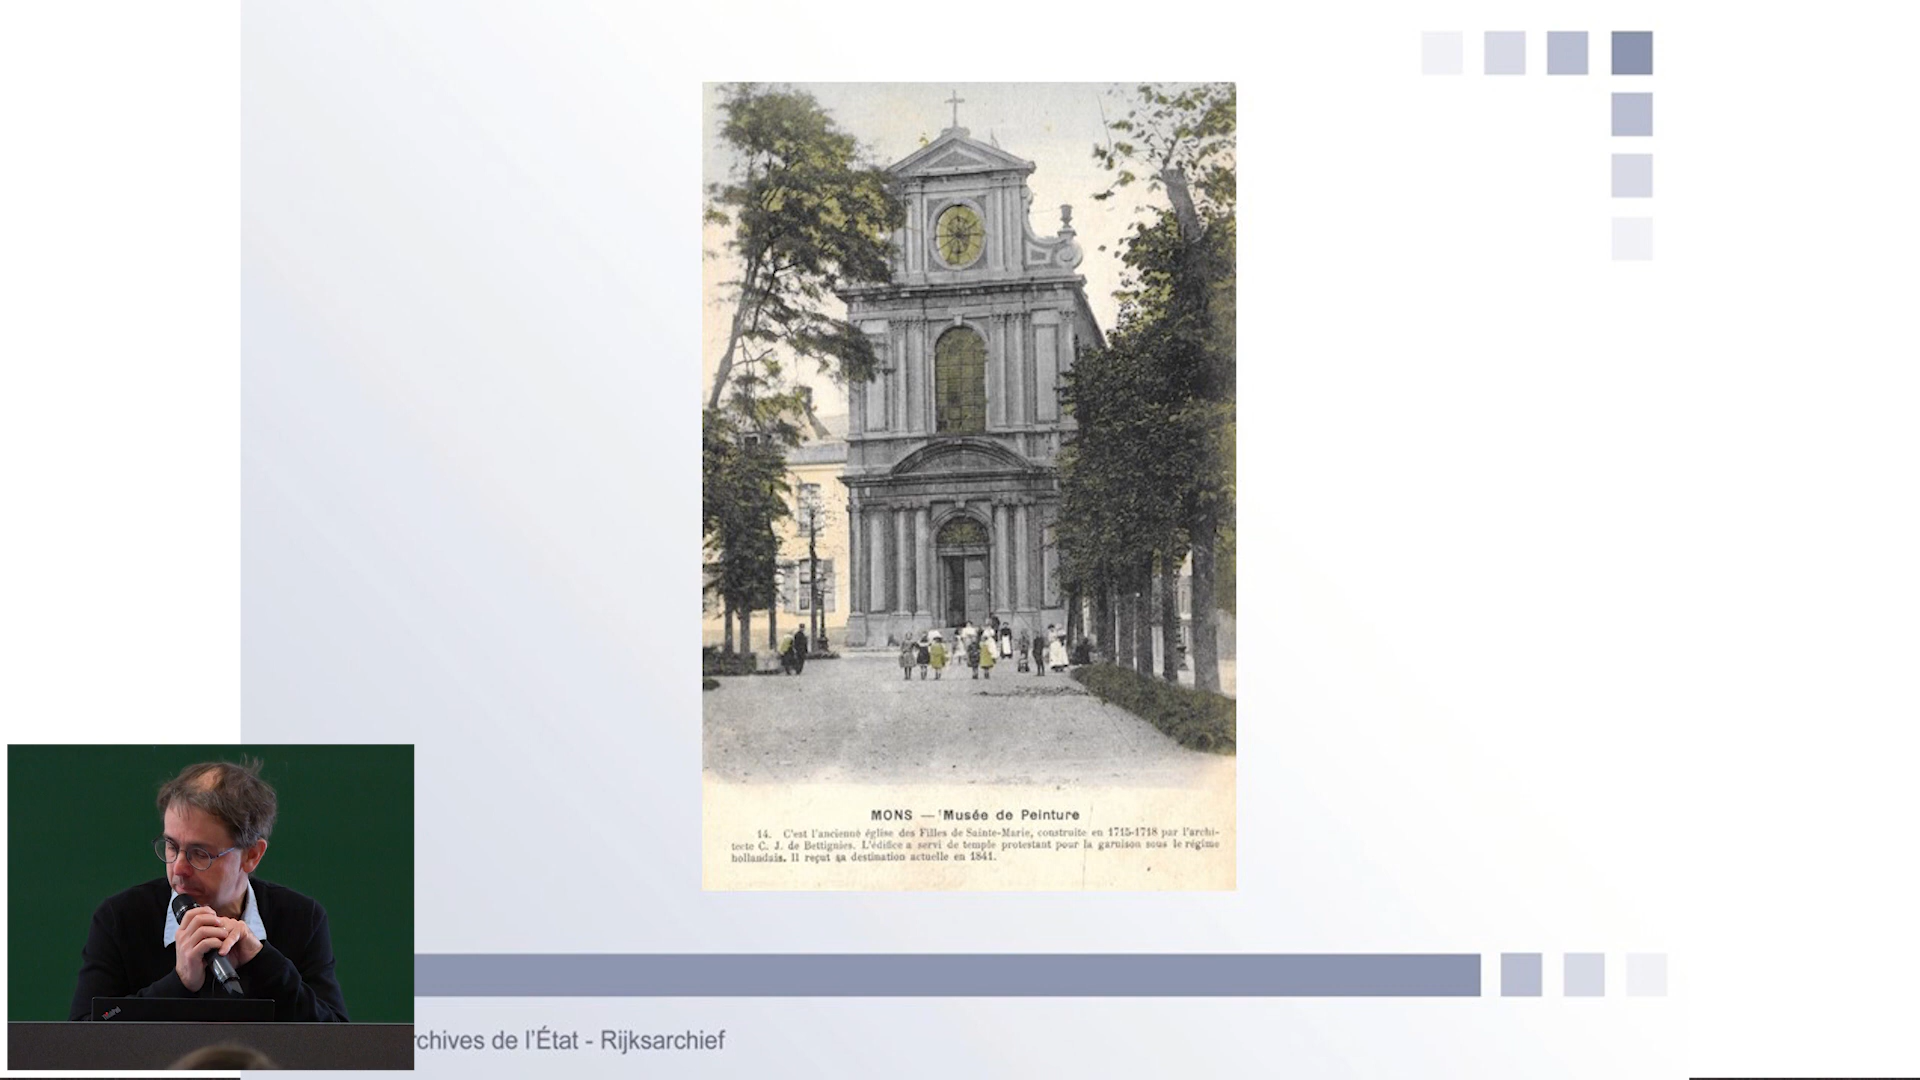 MONS — Musée de Peinture
14. C'est l'ancienne église des Filles de Sainte-Marie, construite en 1715-1718 par l'archi-
tecte C. J. de Bettignies. L'édifice a servi de temple protestant pour la garnison sous le régime
hollandais. Il reçut sa destination actuelle en 1841.
rchives de l'État - Rijksarchief